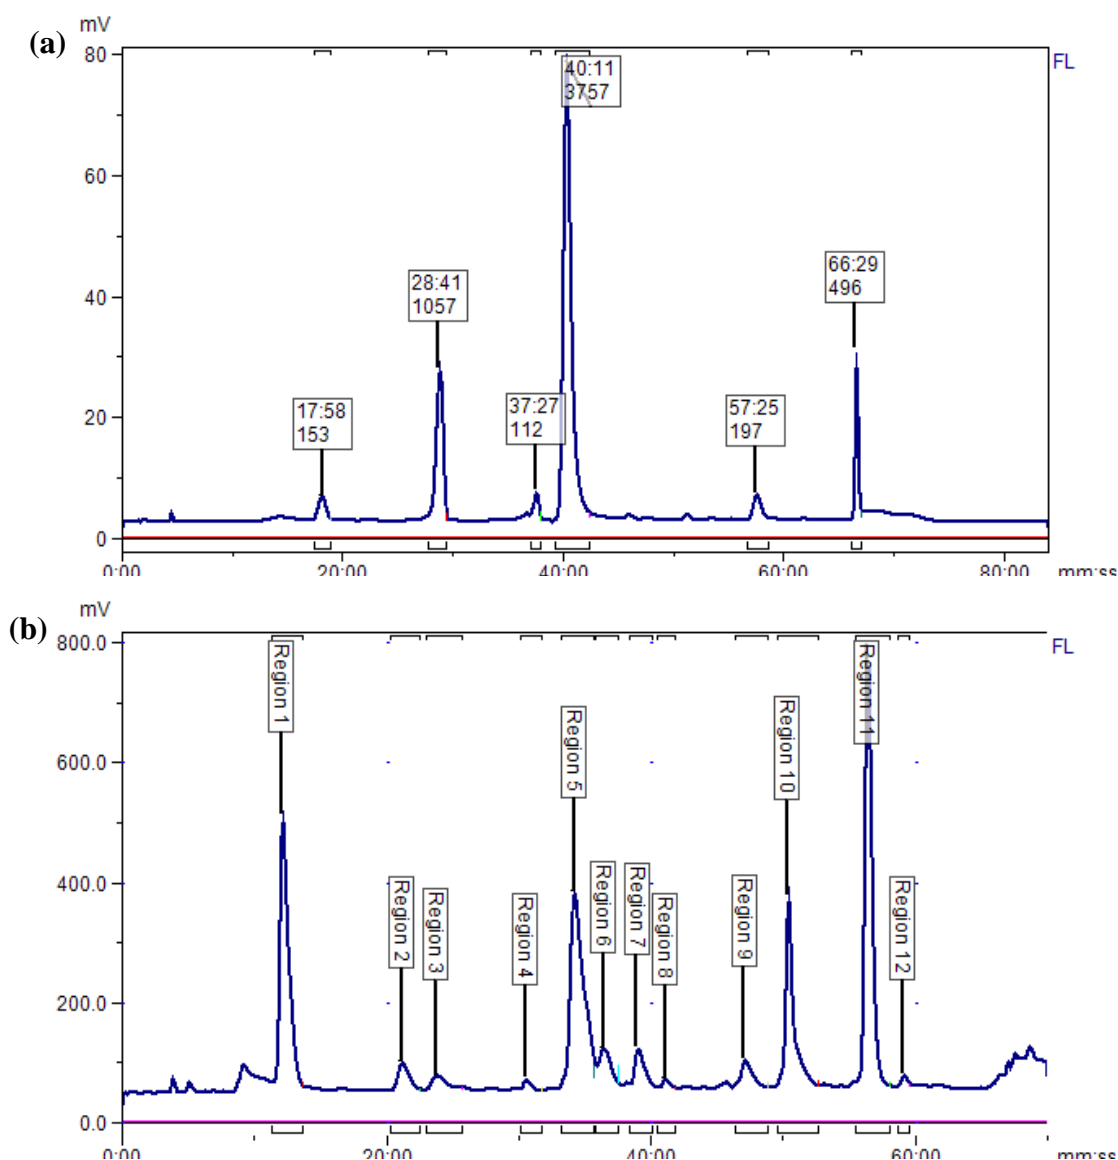 mV
(a)
FL
80
60
40
20
0
17:58
153
28:41
1057
37:27
112
40:11
3757
57:25
197
66:29
496
0:00
20:00
40:00
60:00
80:00
mm:ss
mV
(b)
FL
800.0
600.0
400.0
200.0
0.0
Region 1
Region 2
Region 3
Region 4
Region 5
Region 6
Region 7
Region 8
Region 9
Region 10
Region 11
Region 12
0:00
20:00
40:00
60:00
mm:ss